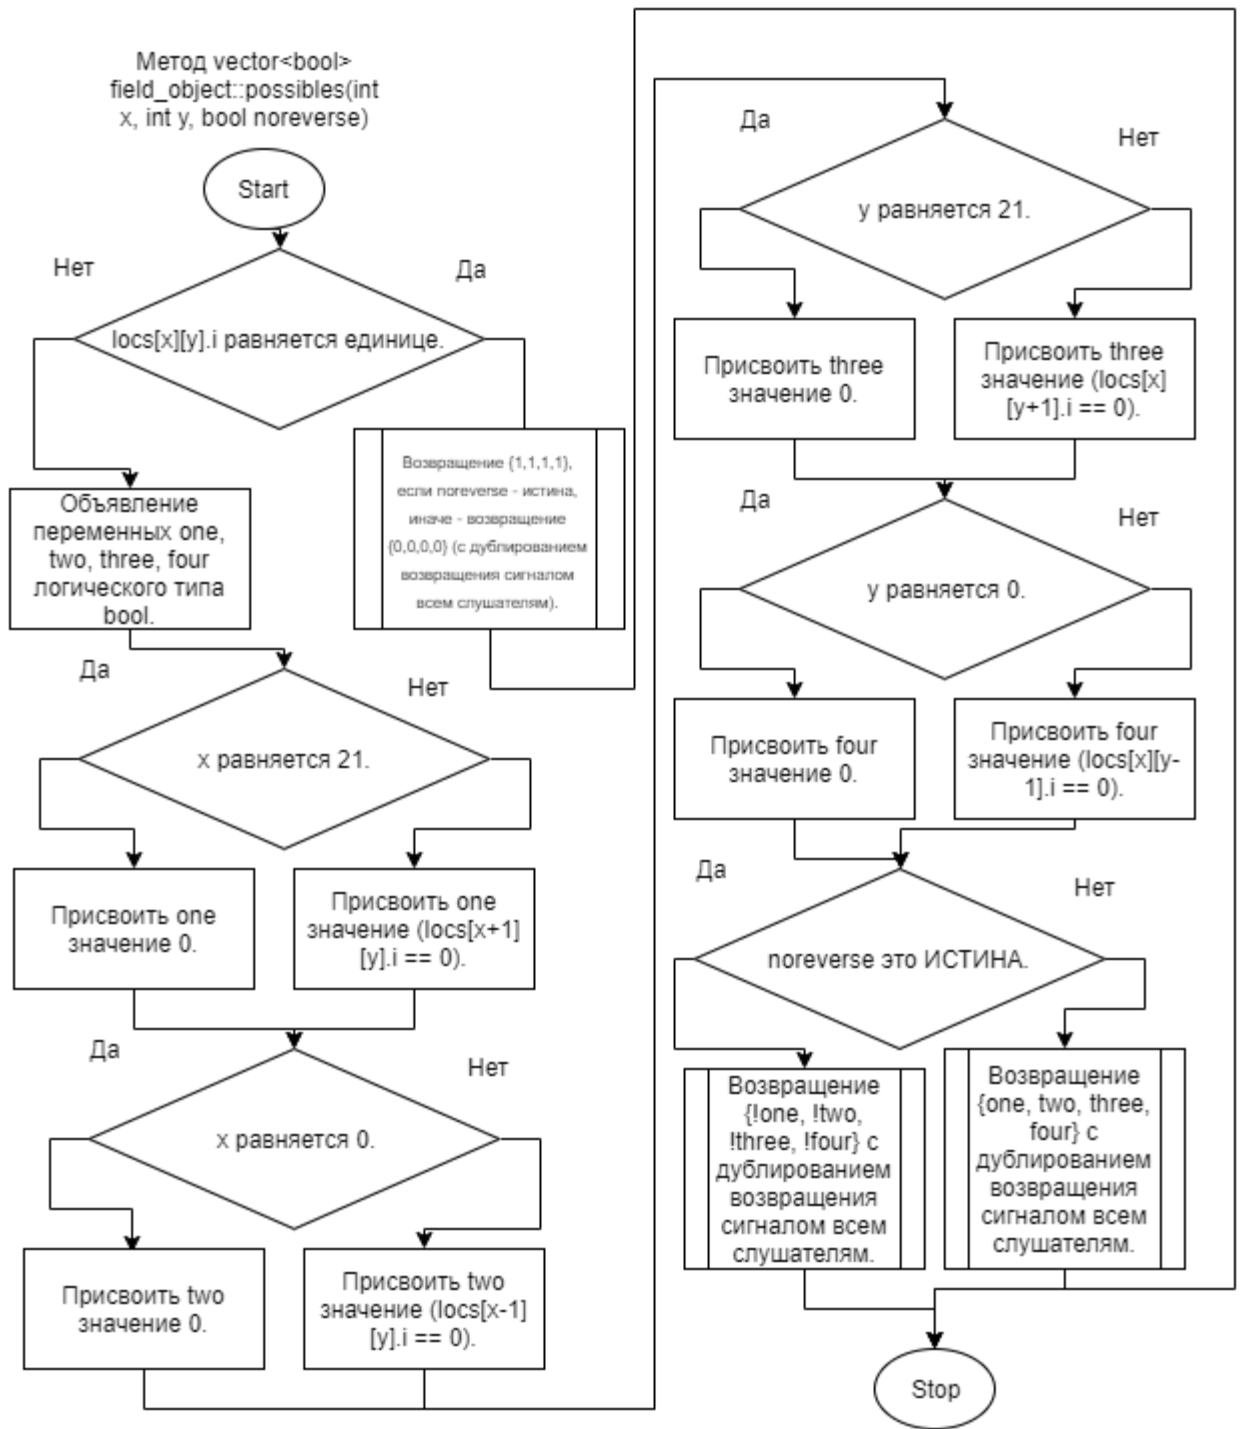 Метод vector<bool>
field_object::possibles(int
x, int y, bool noreverse)
Start
Нет
Да
locs[x][y].i равняется единице.
Возвращение {1,1,1,1},
если noreverse - истина,
иначе - возвращение
{0,0,0,0} (с дублированием
возвращения сигналом
всем слушателям).
Объявление
переменных one,
two, three, four
логического типа
bool.
Да
Нет
x равняется 21.
Присвоить one
значение 0.
Присвоить one
значение (locs[x+1]
[y].i == 0).
Да
Нет
x равняется 0.
Присвоить two
значение 0.
Присвоить two
значение (locs[x-1]
[y].i == 0).
Да
Нет
y равняется 21.
Присвоить three
значение 0.
Присвоить three
значение (locs[x]
[y+1].i == 0).
Да
Нет
y равняется 0.
Присвоить four
значение 0.
Присвоить four
значение (locs[x][y-
1].i == 0).
Да
Нет
noreverse это ИСТИНА.
Возвращение
{!one, !two,
!three, !four} с
дублированием
возвращения
сигналом всем
слушателям.
Возвращение
{one, two, three,
four} с
дублированием
возвращения
сигналом всем
слушателям.
Stop